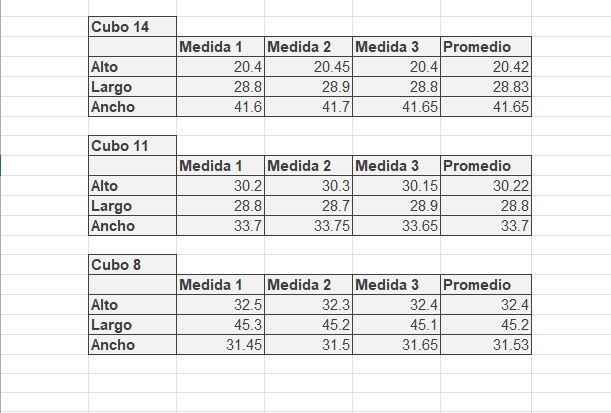 Cubo 14
Medida 1 Medida 2 Medida 3 Promedio
Alto 20.4 20.45 20.4 20.42
Largo 28.8 28.9 28.8 28.83
Ancho 41.6 41.7 41.65 41.65
Cubo 11
Medida 1 Medida 2 Medida 3 Promedio
Alto 30.2 30.3 30.15 30.22
Largo 28.8 28.7 28.9 28.8
Ancho 33.7 33.75 33.65 33.7
Cubo 8
Medida 1 Medida 2 Medida 3 Promedio
Alto 32.5 32.3 32.4 32.4
Largo 45.3 45.2 45.1 45.2
Ancho 31.45 31.5 31.65 31.53